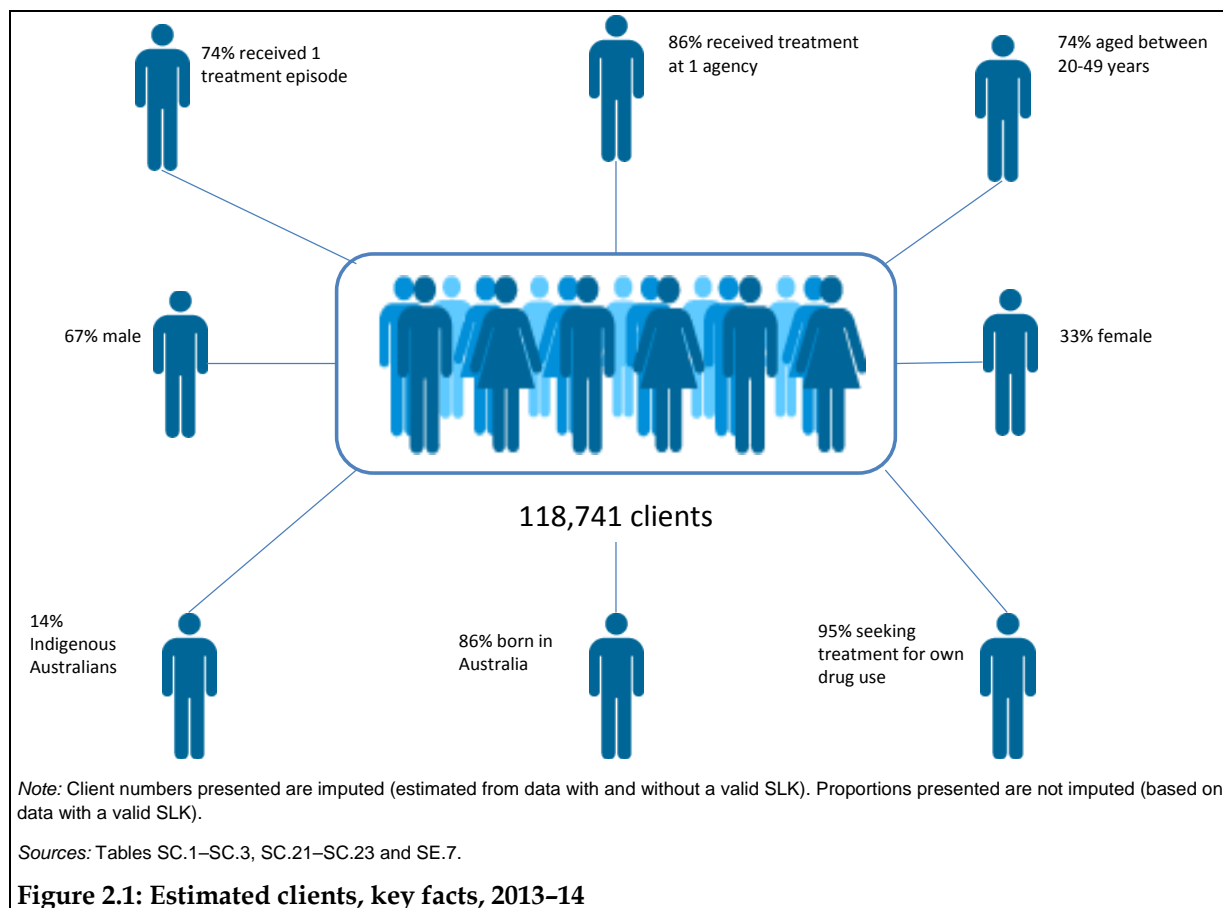 74% received 1
treatment episode
86% received treatment
at 1 agency
74% aged between
20-49 years
67% male
33% female
118,741 clients
14%
Indigenous
Australians
86% born in
Australia
95% seeking
treatment for own
drug use
Note: Client numbers presented are imputed (estimated from data with and without a valid SLK). Proportions presented are not imputed (based on
data with a valid SLK).
Sources: Tables SC.1–SC.3, SC.21–SC.23 and SE.7.
Figure 2.1: Estimated clients, key facts, 2013–14